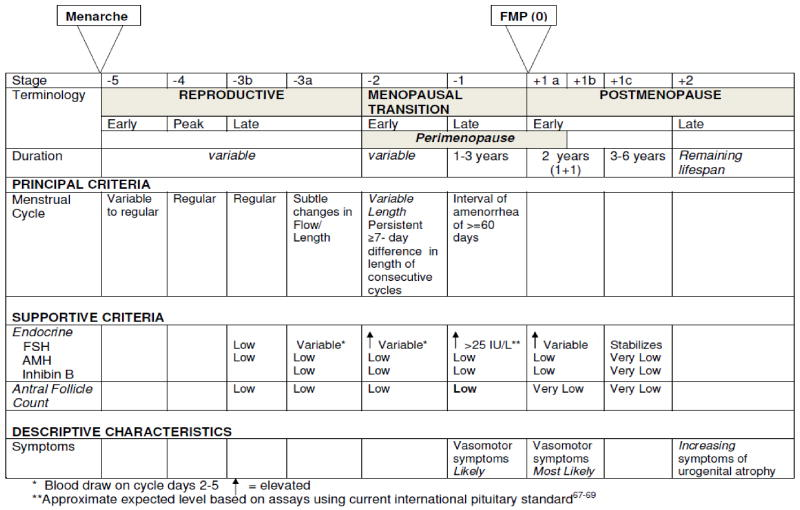 Menarche FMP (0)
Stage -5 -4 -3b -3a -2 -1 +1 a +1b +1c +2
Terminology REPRODUCTIVE MENOPAUSAL POSTMENOPAUSE
TRANSITION
Early Peak Late Early Late Early Late
Perimenopause
Duration variable variable 1-3 years 2 years 3-6 years Remaining
(1+1) lifespan
PRINCIPAL CRITERIA
Menstrual Variable Regular Regular Subtle Variable Interval of
Cycle to regular changes in Length amenorrhea
Flow/ Persistent of >=60
Length ≥7- day days
difference in
length of
consecutive
cycles
SUPPORTIVE CRITERIA
Endocrine
FSH Low Variable* ↑ Variable* ↑ >25 IU/L** ↑ Variable Stabilizes
AMH Low Low Low Low Low Very Low
Inhibin B Low Low Low Low Very Low
Antral Follicle Low Low Low Low Very Low Very Low
Count
DESCRIPTIVE CHARACTERISTICS
Symptoms Vasomotor Vasomotor Increasing
symptoms symptoms symptoms of
Likely Most Likely urogenital atrophy
* Blood draw on cycle days 2-5 ↑ = elevated
**Approximate expected level based on assays using current international pituitary standard67-69